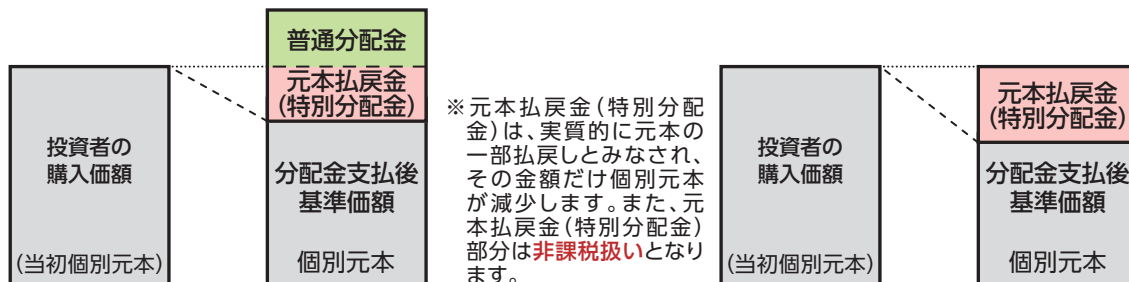 投資者の
購入価額
(当初個別元本)
普通分配金
元本払戻金
(特別分配金)
分配金支払後
基準価額
個別元本
※元本払戻金(特別分配
金)は、実質的に元本の
一部払戻しとみなされ、
その金額だけ個別元本
が減少します。また、元
本払戻金(特別分配金)
部分は非課税扱いとなり
ます。
投資者の
購入価額
(当初個別元本)
元本払戻金
(特別分配金)
分配金支払後
基準価額
個別元本